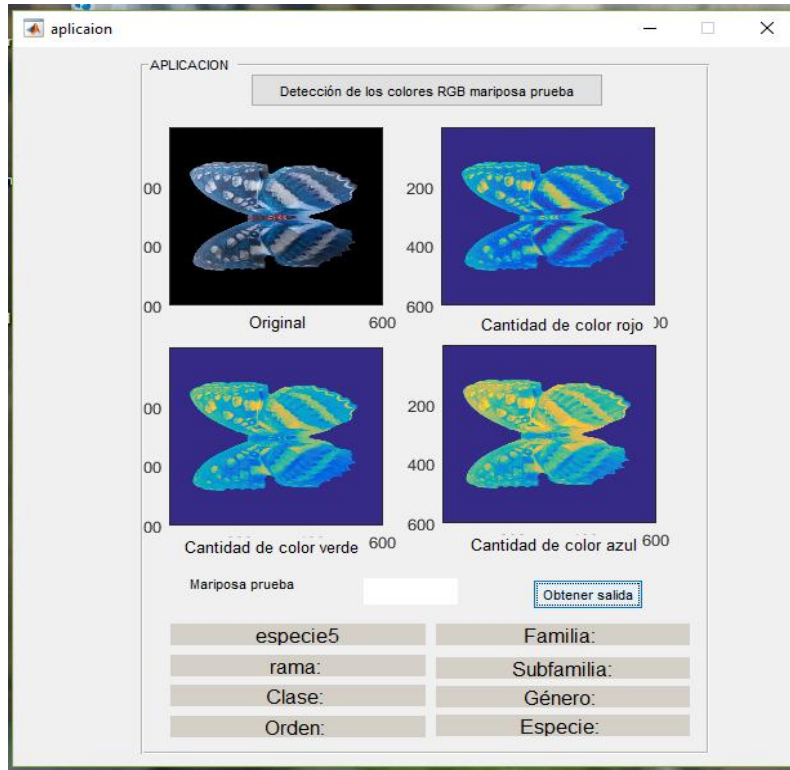 aplicaion
APLICACION
Detección de los colores RGB mariposa prueba
00
00
00
Original 600
200
400
600
Cantidad de color rojo 00
00
00
00
Cantidad de color verde 600
200
400
600
Cantidad de color azul 600
Mariposa prueba
Obtener salida
especie5
Familia:
rama:
Subfamilia:
Clase:
Género:
Orden:
Especie: